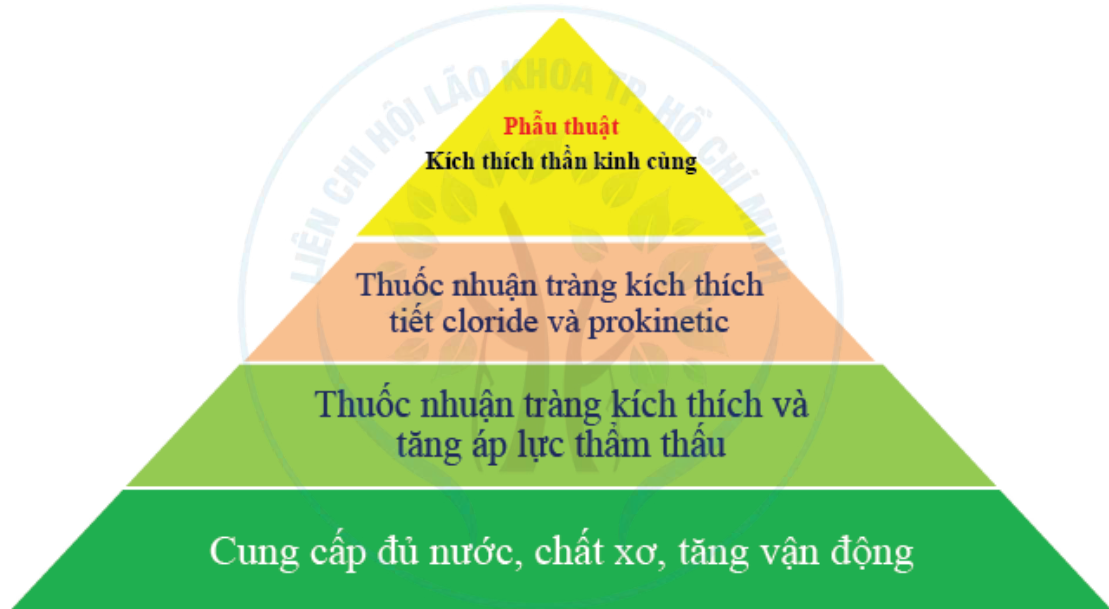 LIÊN CHI HỘI LÃO KHOA TP. HỒ CHÍ MINH
Phẫu thuật
Kích thích thần kinh cùng
Thuốc nhuận tràng kích thích
tiết cloride và prokinetic
Thuốc nhuận tràng kích thích và
tăng áp lực thẩm thấu
Cung cấp đủ nước, chất xơ, tăng vận động